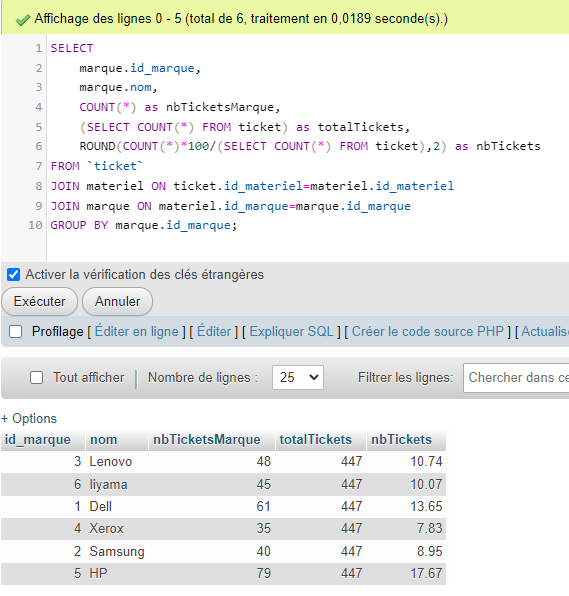 Affichage des lignes 0 - 5 (total de 6, traitement en 0,0189 seconde(s).)
1 SELECT
2 marque.id_marque,
3 marque.nom,
4 COUNT(*) as nbTicketsMarque,
5 (SELECT COUNT(*) FROM ticket) as totalTickets,
6 ROUND(COUNT(*)*100/(SELECT COUNT(*) FROM ticket),2) as nbTickets
7 FROM `ticket`
8 JOIN materiel ON ticket.id_materiel=materiel.id_materiel
9 JOIN marque ON materiel.id_marque=marque.id_marque
10 GROUP BY marque.id_marque;
Activer la vérification des clés étrangères
Exécuter Annuler
Profilage [ Éditer en ligne ] [ Éditer ] [ Expliquer SQL ] [ Créer le code source PHP ] [ Actualis
Tout afficher Nombre de lignes : 25 Filtrer les lignes: Chercher dans ce
+ Options
id_marque nom nbTicketsMarque totalTickets nbTickets
3 Lenovo 48 447 10.74
6 Iiyama 45 447 10.07
1 Dell 61 447 13.65
4 Xerox 35 447 7.83
2 Samsung 40 447 8.95
5 HP 79 447 17.67